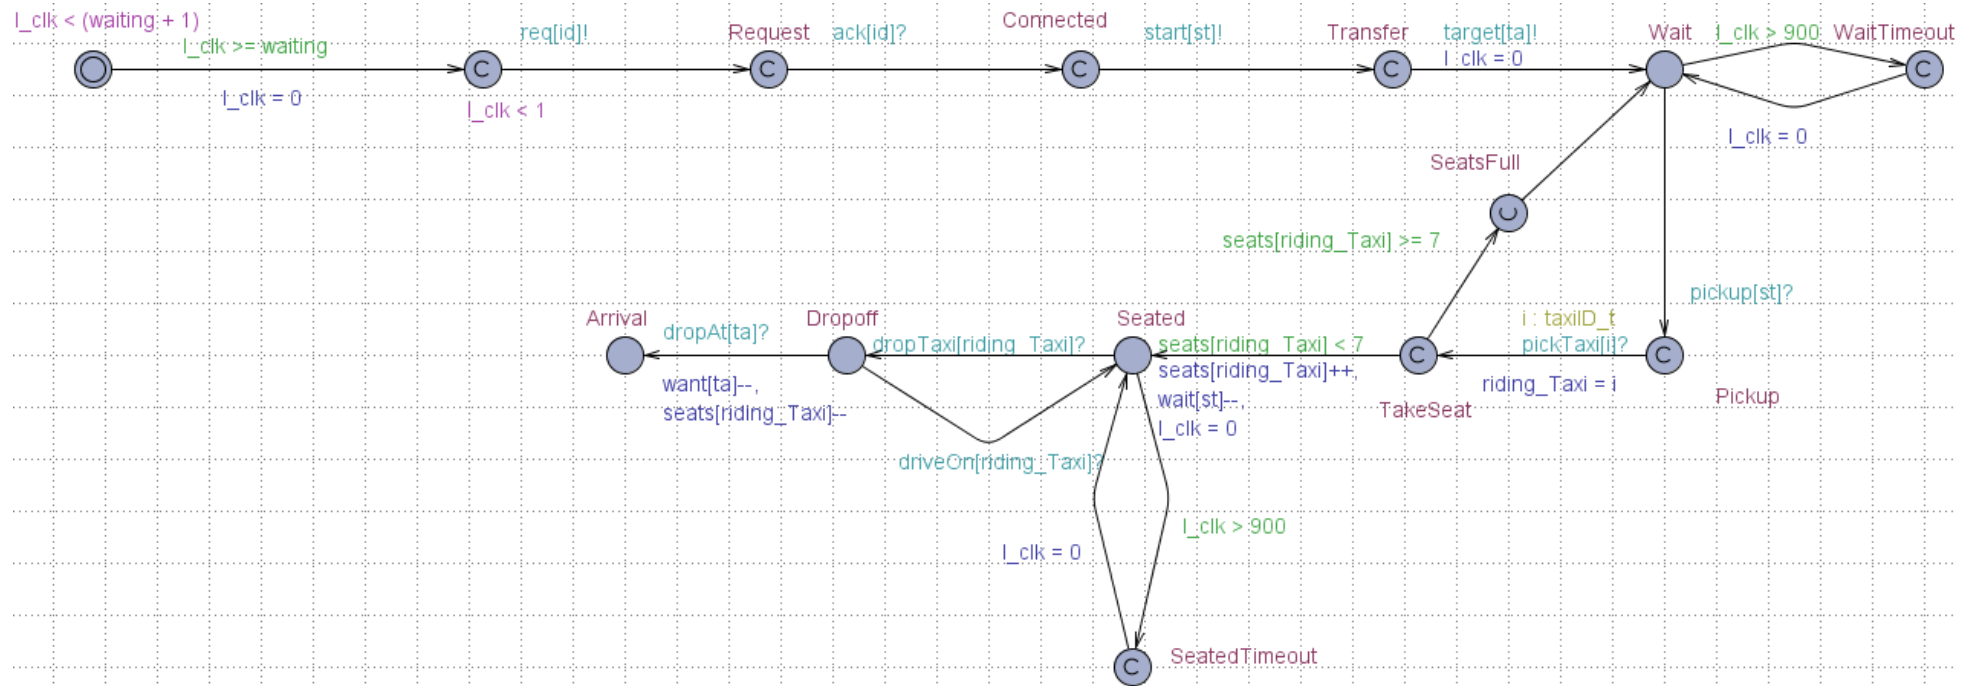 l_clk < (waiting + 1)
l_clk >= waiting
l_clk = 0
C
l_clk < 1
req[id]!
Request
C
ack[id]?
Connected
C
start[st]!
Transfer
C
target[ta]!
l_clk = 0
Wait
l_clk > 900
WaitTimeout
C
l_clk = 0
SeatsFull
U
seats[riding_Taxi] >= 7
pickup[st]?
Arrival
dropAt[ta]?
want[ta]--,
seats[riding_Taxi]--
Dropoff
dropTaxi[riding_Taxi]?
driveOn[riding_Taxi]?
Seated
seats[riding_Taxi] < 7
seats[riding_Taxi]++,
wait[st]--,
l_clk = 0
C
TakeSeat
i : taxiID_t
pickTaxi[i]?
riding_Taxi = i
C
Pickup
l_clk > 900
l_clk = 0
C
SeatedTimeout